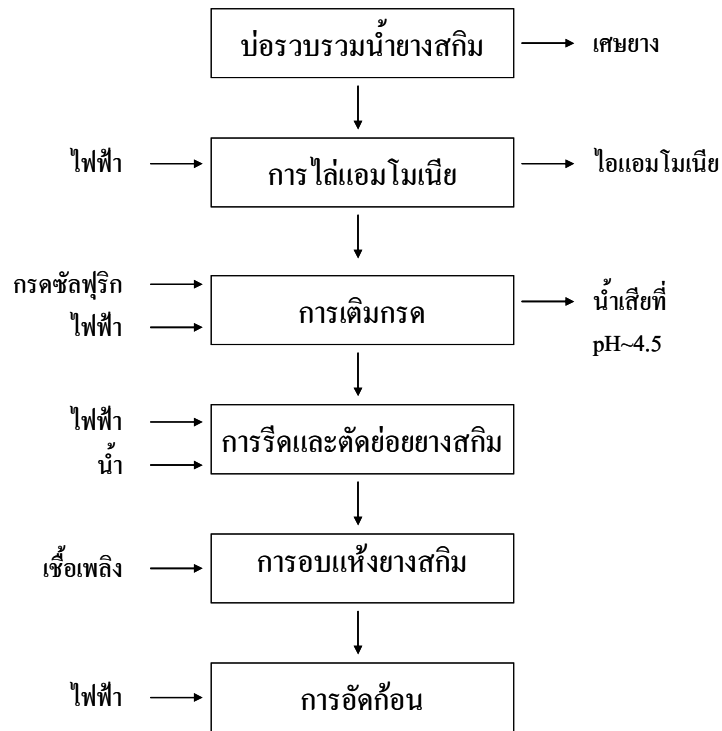 บ่อรวบรวมน้ำยางสกิม
เศษยาง
ไฟฟ้า
การไล่แอมโมเนีย
ไอแอมโมเนีย
กรดซัลฟุริก
ไฟฟ้า
การเติมกรด
น้ำเสียที่
pH~4.5
ไฟฟ้า
น้ำ
การรีดและตัดย่อยยางสกิม
เชื้อเพลิง
การอบแห้งยางสกิม
ไฟฟ้า
การอัดก้อน